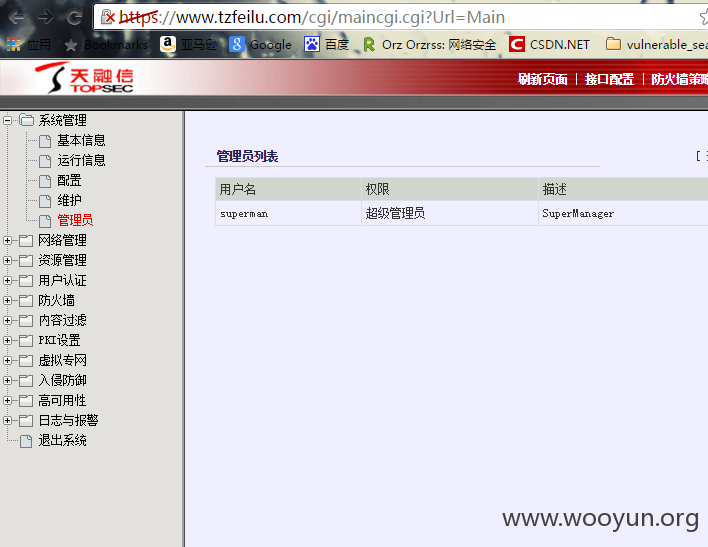 https://www.tzfeilu.com/cgi/maincgi.cgi?Url=Main
应用 Bookmarks 亚马逊 Google 百度 Orz Orzrss: 网络安全 CSDN.NET vulnerable_sea
天融信
TOPSEC
刷新页面 | 接口配置 | 防火墙策略
系统管理
基本信息
运行信息
配置
维护
管理员
网络管理
资源管理
用户认证
防火墙
内容过滤
PKI设置
虚拟专网
入侵防御
高可用性
日志与报警
退出系统
管理员列表 [
用户名 权限 描述
superman 超级管理员 SuperManager
www.wooyun.org